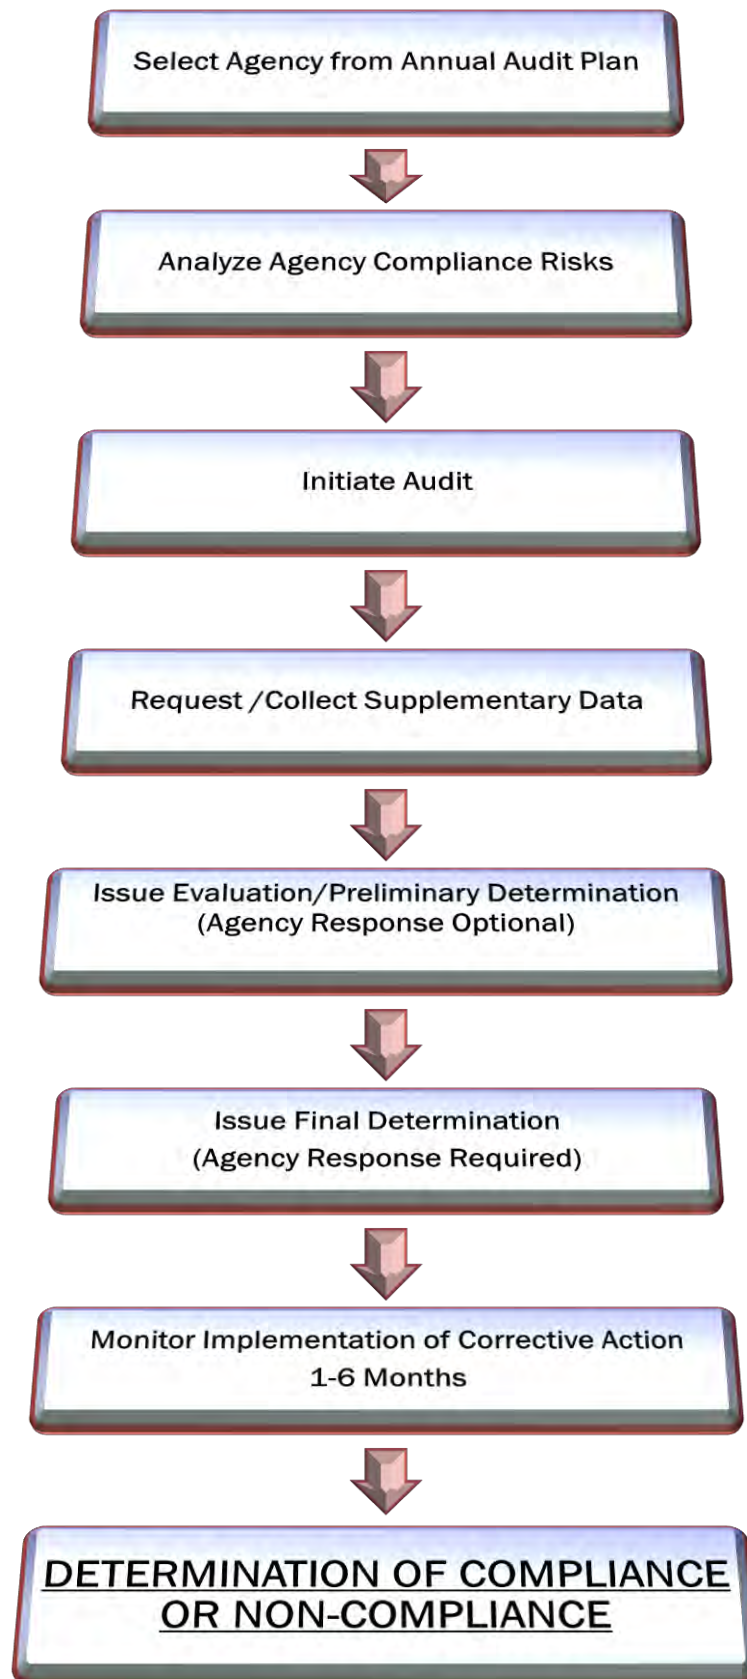 Select Agency from Annual Audit Plan
Analyze Agency Compliance Risks
Initiate Audit
Request /Collect Supplementary Data
Issue Evaluation/Preliminary Determination
(Agency Response Optional)
Issue Final Determination
(Agency Response Required)
Monitor Implementation of Corrective Action
1-6 Months
DETERMINATION OF COMPLIANCE
OR NON-COMPLIANCE